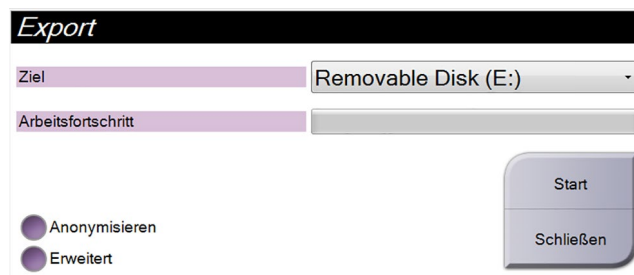 Export
Ziel
Removable Disk (E:)
Arbeitsfortschritt
Start
Anonymisieren
Schließen
Erweitert